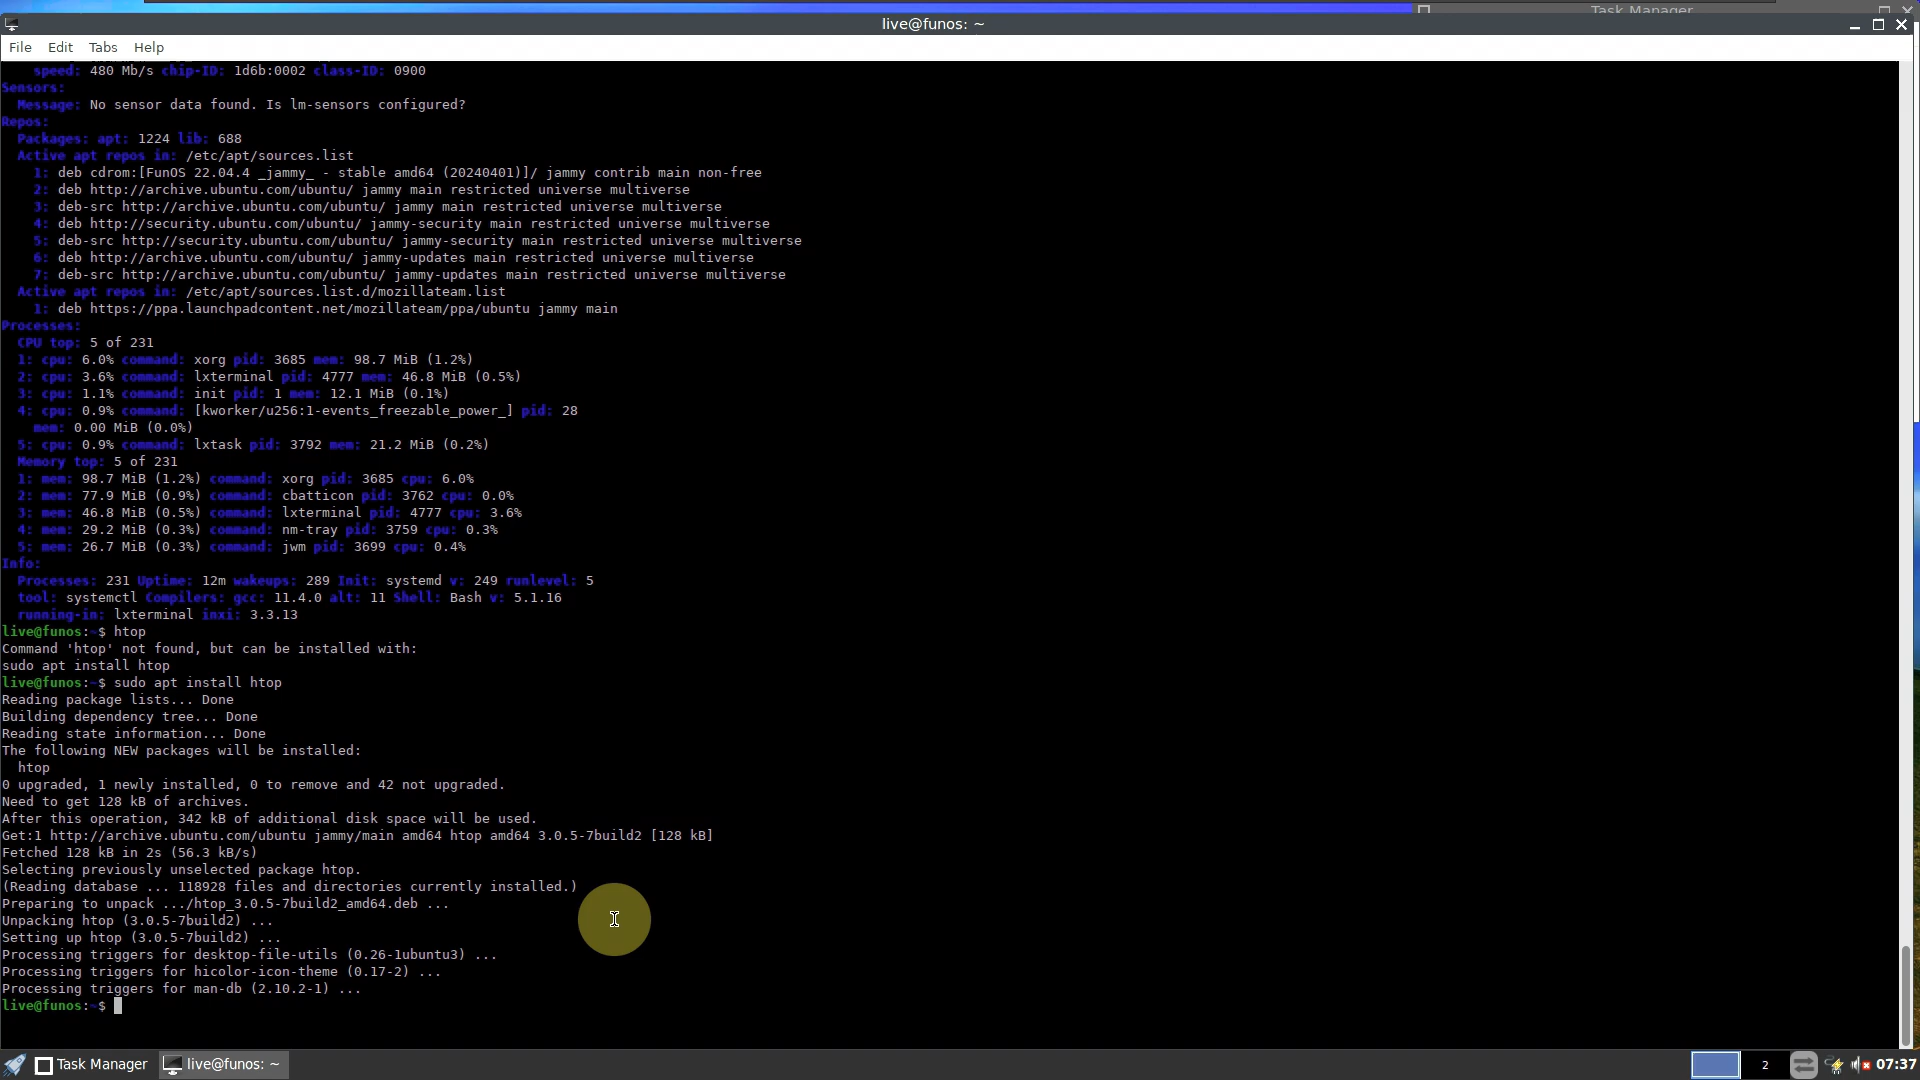 Task Manager
live@funos: ~
File Edit Tabs Help
speed: 480 Mb/s chip-ID: 1d6b:0002 class-ID: 0900
Sensors:
Message: No sensor data found. Is lm-sensors configured?
Repos:
Packages: apt: 1224 lib: 688
Active apt repos in: /etc/apt/sources.list
1: deb cdrom:[FunOS 22.04.4 _jammy_ - stable amd64 (20240401)]/ jammy contrib main non-free
2: deb http://archive.ubuntu.com/ubuntu/ jammy main restricted universe multiverse
3: deb-src http://archive.ubuntu.com/ubuntu/ jammy main restricted universe multiverse
4: deb http://security.ubuntu.com/ubuntu/ jammy-security main restricted universe multiverse
5: deb-src http://security.ubuntu.com/ubuntu/ jammy-security main restricted universe multiverse
6: deb http://archive.ubuntu.com/ubuntu/ jammy-updates main restricted universe multiverse
7: deb-src http://archive.ubuntu.com/ubuntu/ jammy-updates main restricted universe multiverse
Active apt repos in: /etc/apt/sources.list.d/mozillateam.list
1: deb https://ppa.launchpadcontent.net/mozillateam/ppa/ubuntu jammy main
Processes:
CPU top: 5 of 231
1: cpu: 6.0% command: xorg pid: 3685 mem: 98.7 MiB (1.2%)
2: cpu: 3.6% command: lxterminal pid: 4777 mem: 46.8 MiB (0.5%)
3: cpu: 1.1% command: init pid: 1 mem: 12.1 MiB (0.1%)
4: cpu: 0.9% command: [kworker/u256:1-events_freezable_power_] pid: 28
mem: 0.00 MiB (0.0%)
5: cpu: 0.9% command: lxtask pid: 3792 mem: 21.2 MiB (0.2%)
Memory top: 5 of 231
1: mem: 98.7 MiB (1.2%) command: xorg pid: 3685 cpu: 6.0%
2: mem: 77.9 MiB (0.9%) command: cbatticon pid: 3762 cpu: 0.0%
3: mem: 46.8 MiB (0.5%) command: lxterminal pid: 4777 cpu: 3.6%
4: mem: 29.2 MiB (0.3%) command: nm-tray pid: 3759 cpu: 0.3%
5: mem: 26.7 MiB (0.3%) command: jwm pid: 3699 cpu: 0.4%
Info:
Processes: 231 Uptime: 12m wakeups: 289 Init: systemd v: 249 runlevel: 5
tool: systemctl Compilers: gcc: 11.4.0 alt: 11 Shell: Bash v: 5.1.16
running-in: lxterminal inxi: 3.3.13
live@funos:~$ htop
Command 'htop' not found, but can be installed with:
sudo apt install htop
live@funos:~$ sudo apt install htop
Reading package lists... Done
Building dependency tree... Done
Reading state information... Done
The following NEW packages will be installed:
htop
0 upgraded, 1 newly installed, 0 to remove and 42 not upgraded.
Need to get 128 kB of archives.
After this operation, 342 kB of additional disk space will be used.
Get:1 http://archive.ubuntu.com/ubuntu jammy/main amd64 htop amd64 3.0.5-7build2 [128 kB]
Fetched 128 kB in 2s (56.3 kB/s)
Selecting previously unselected package htop.
(Reading database ... 118928 files and directories currently installed.)
Preparing to unpack .../htop_3.0.5-7build2_amd64.deb ...
Unpacking htop (3.0.5-7build2) ...
Setting up htop (3.0.5-7build2) ...
Processing triggers for desktop-file-utils (0.26-1ubuntu3) ...
Processing triggers for hicolor-icon-theme (0.17-2) ...
Processing triggers for man-db (2.10.2-1) ...
live@funos:~$
Task Manager live@funos: ~ 2 07:37